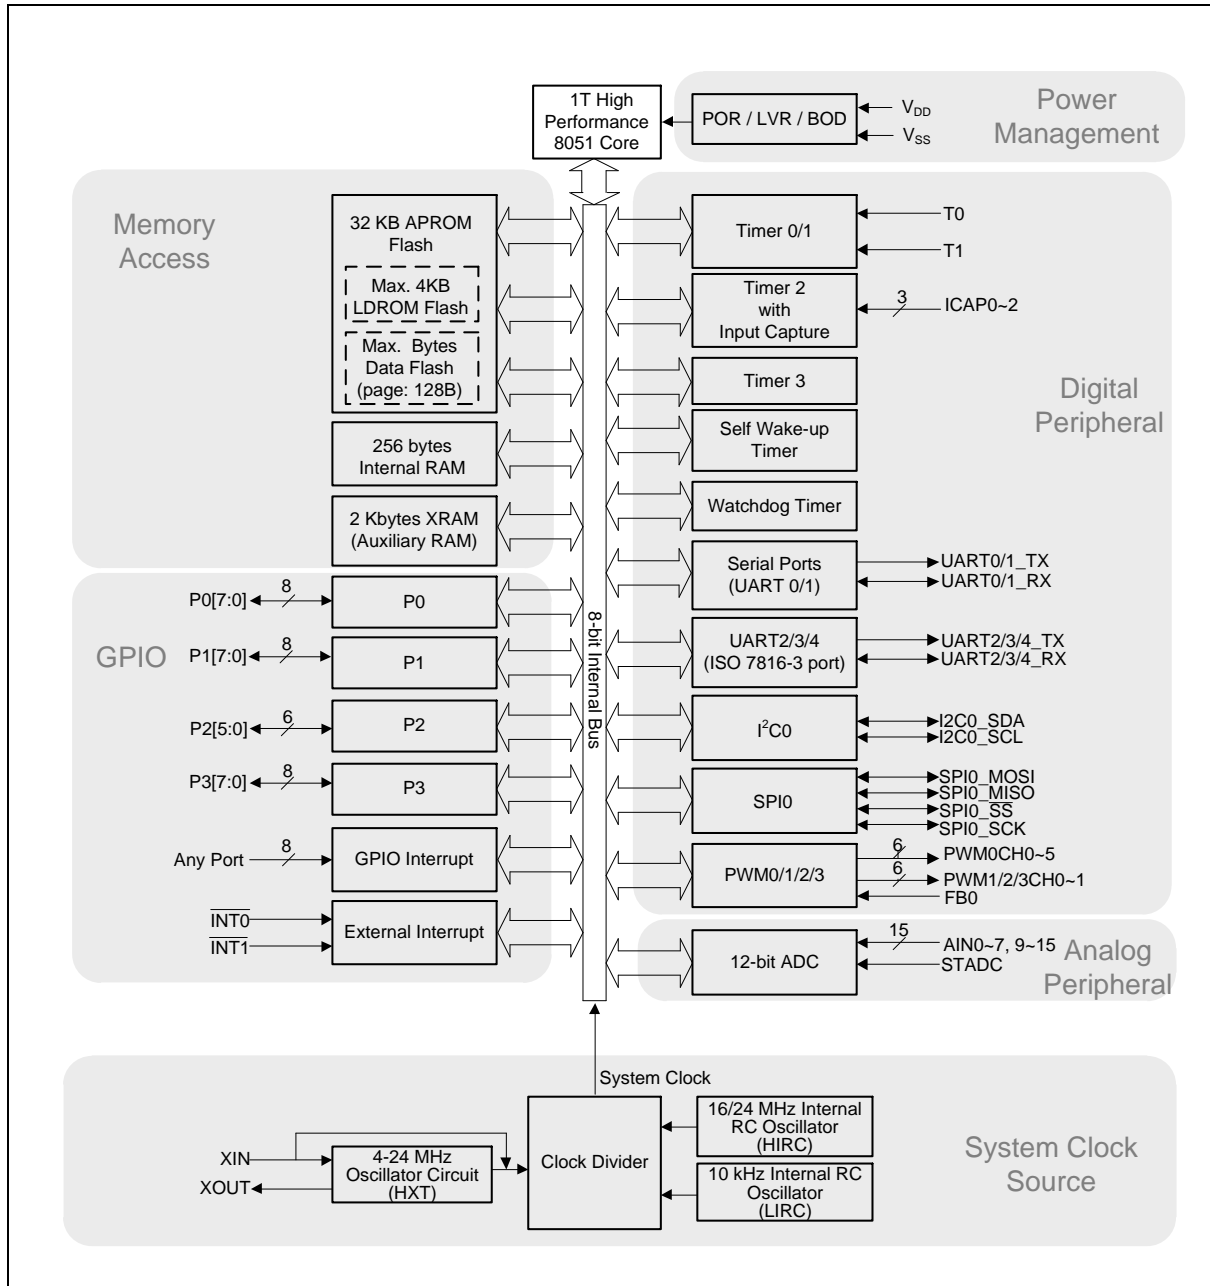 1T High
Performance
8051 Core
POR / LVR / BOD
VDD
VSS
Power
Management
Memory
Access
32 KB APROM
Flash
Max. 4KB
LDROM Flash
Max. Bytes
Data Flash
(page: 128B)
256 bytes
Internal RAM
2 Kbytes XRAM
(Auxiliary RAM)
GPIO
P0[7:0]
8
P0
P1[7:0]
8
P1
P2[5:0]
6
P2
P3[7:0]
8
P3
Any Port
8
GPIO Interrupt
INT0
INT1
External Interrupt
8-bit Internal Bus
Timer 0/1
T0
T1
Timer 2
with
Input Capture
3
ICAP0~2
Timer 3
Self Wake-up
Timer
Watchdog Timer
Serial Ports
(UART 0/1)
UART0/1_TX
UART0/1_RX
UART2/3/4
(ISO 7816-3 port)
UART2/3/4_TX
UART2/3/4_RX
I2C0
I2C0_SDA
I2C0_SCL
SPI0
SPI0_MOSI
SPI0_MISO
SPI0_SS
SPI0_SCK
PWM0/1/2/3
6
PWM0CH0~5
6
PWM1/2/3CH0~1
FB0
Digital
Peripheral
12-bit ADC
15
AIN0~7, 9~15
STADC
Analog
Peripheral
System Clock
XIN
XOUT
4-24 MHz
Oscillator Circuit
(HXT)
Clock Divider
16/24 MHz Internal
RC Oscillator
(HIRC)
10 kHz Internal RC
Oscillator
(LIRC)
System Clock
Source